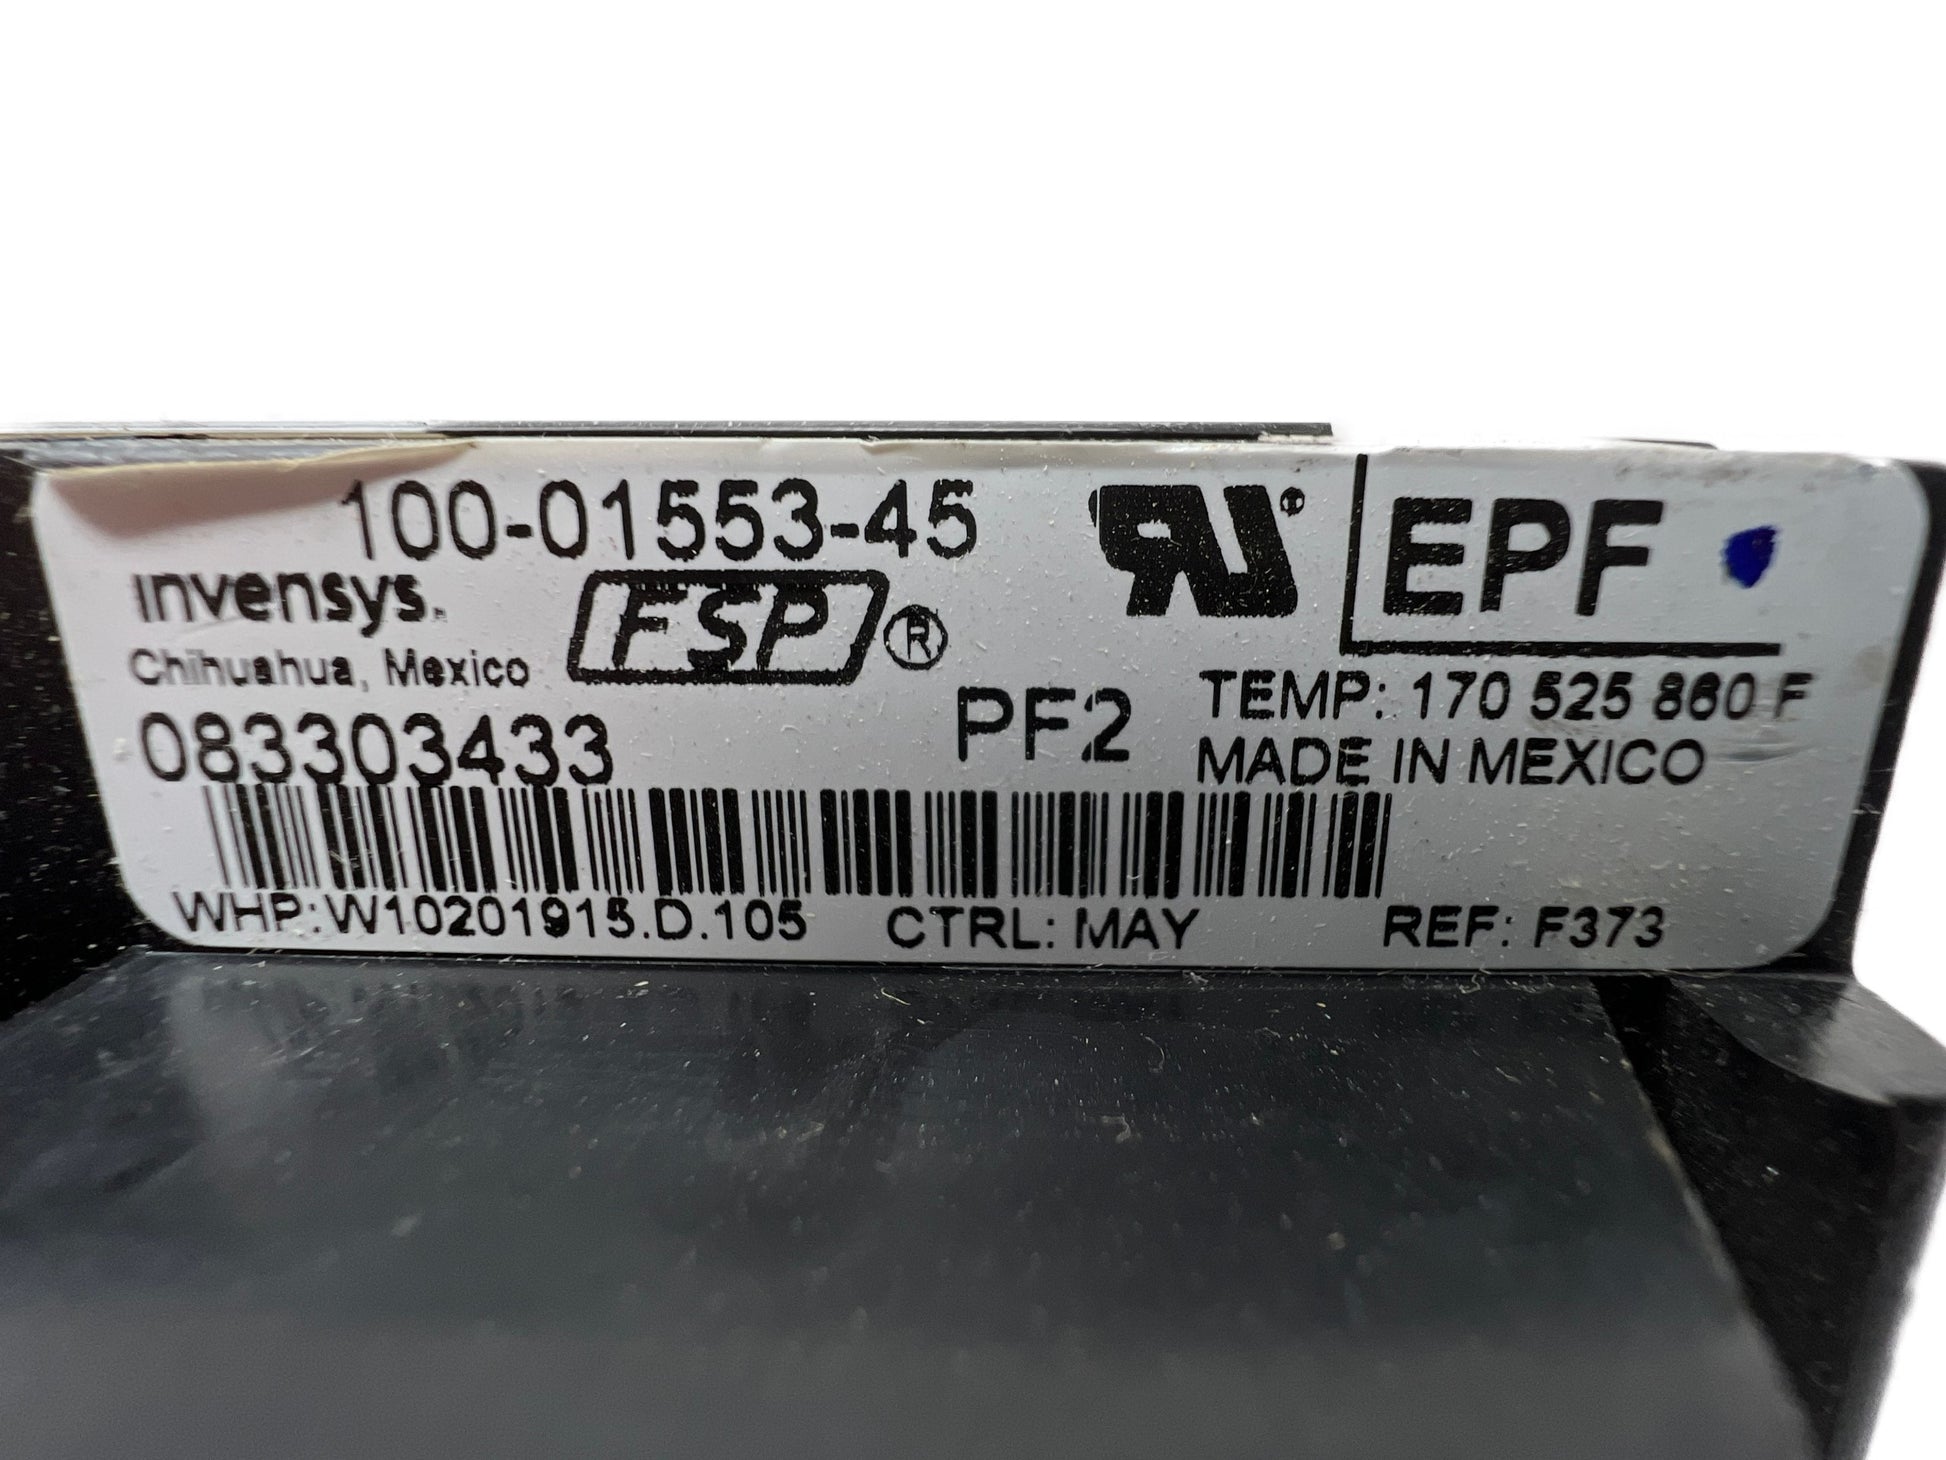 100-01553-45
invensys.
Chihuahua, Mexico
FSP®
083303433
PF2
RU®
EPF
TEMP: 170 525 860 F
MADE IN MEXICO
WHP:W10201915.D.105 CTRL: MAY REF: F373